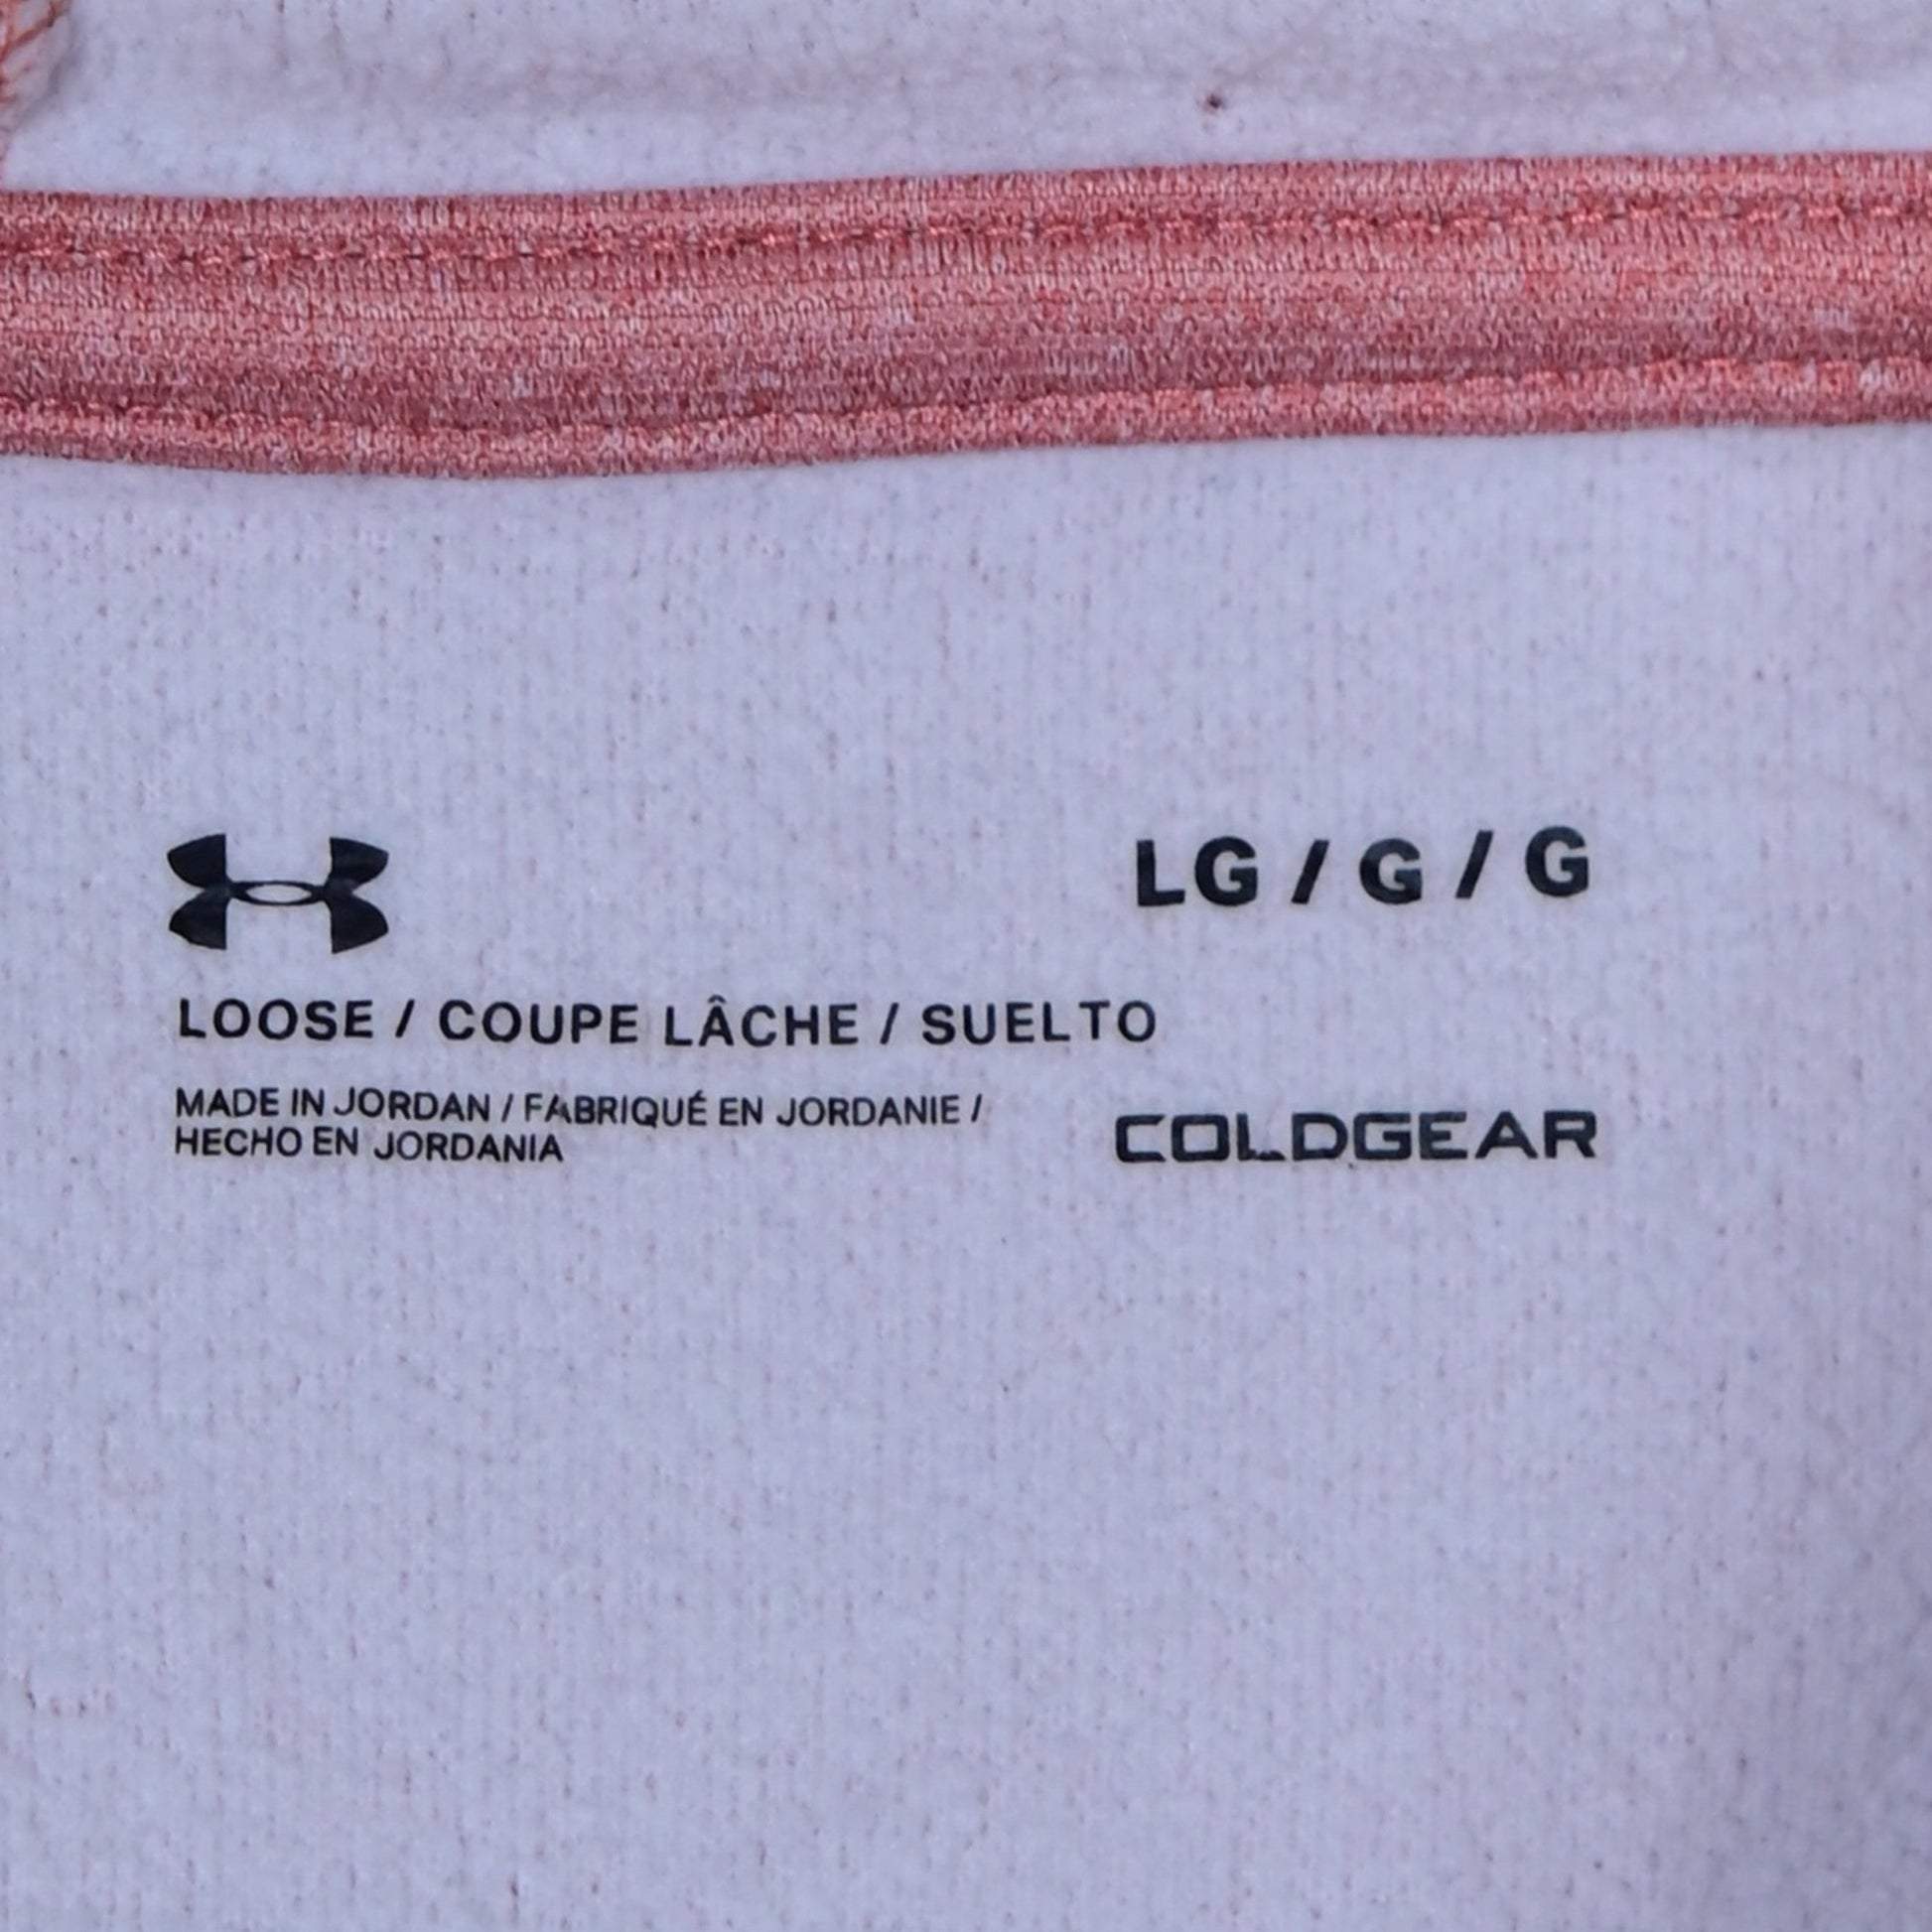 LG / G / G
LOOSE / COUPE LÂCHE / SUELTO
MADE IN JORDAN / FABRIQUÉ EN JORDANIE /
HECHO EN JORDANIA
COLDGEAR